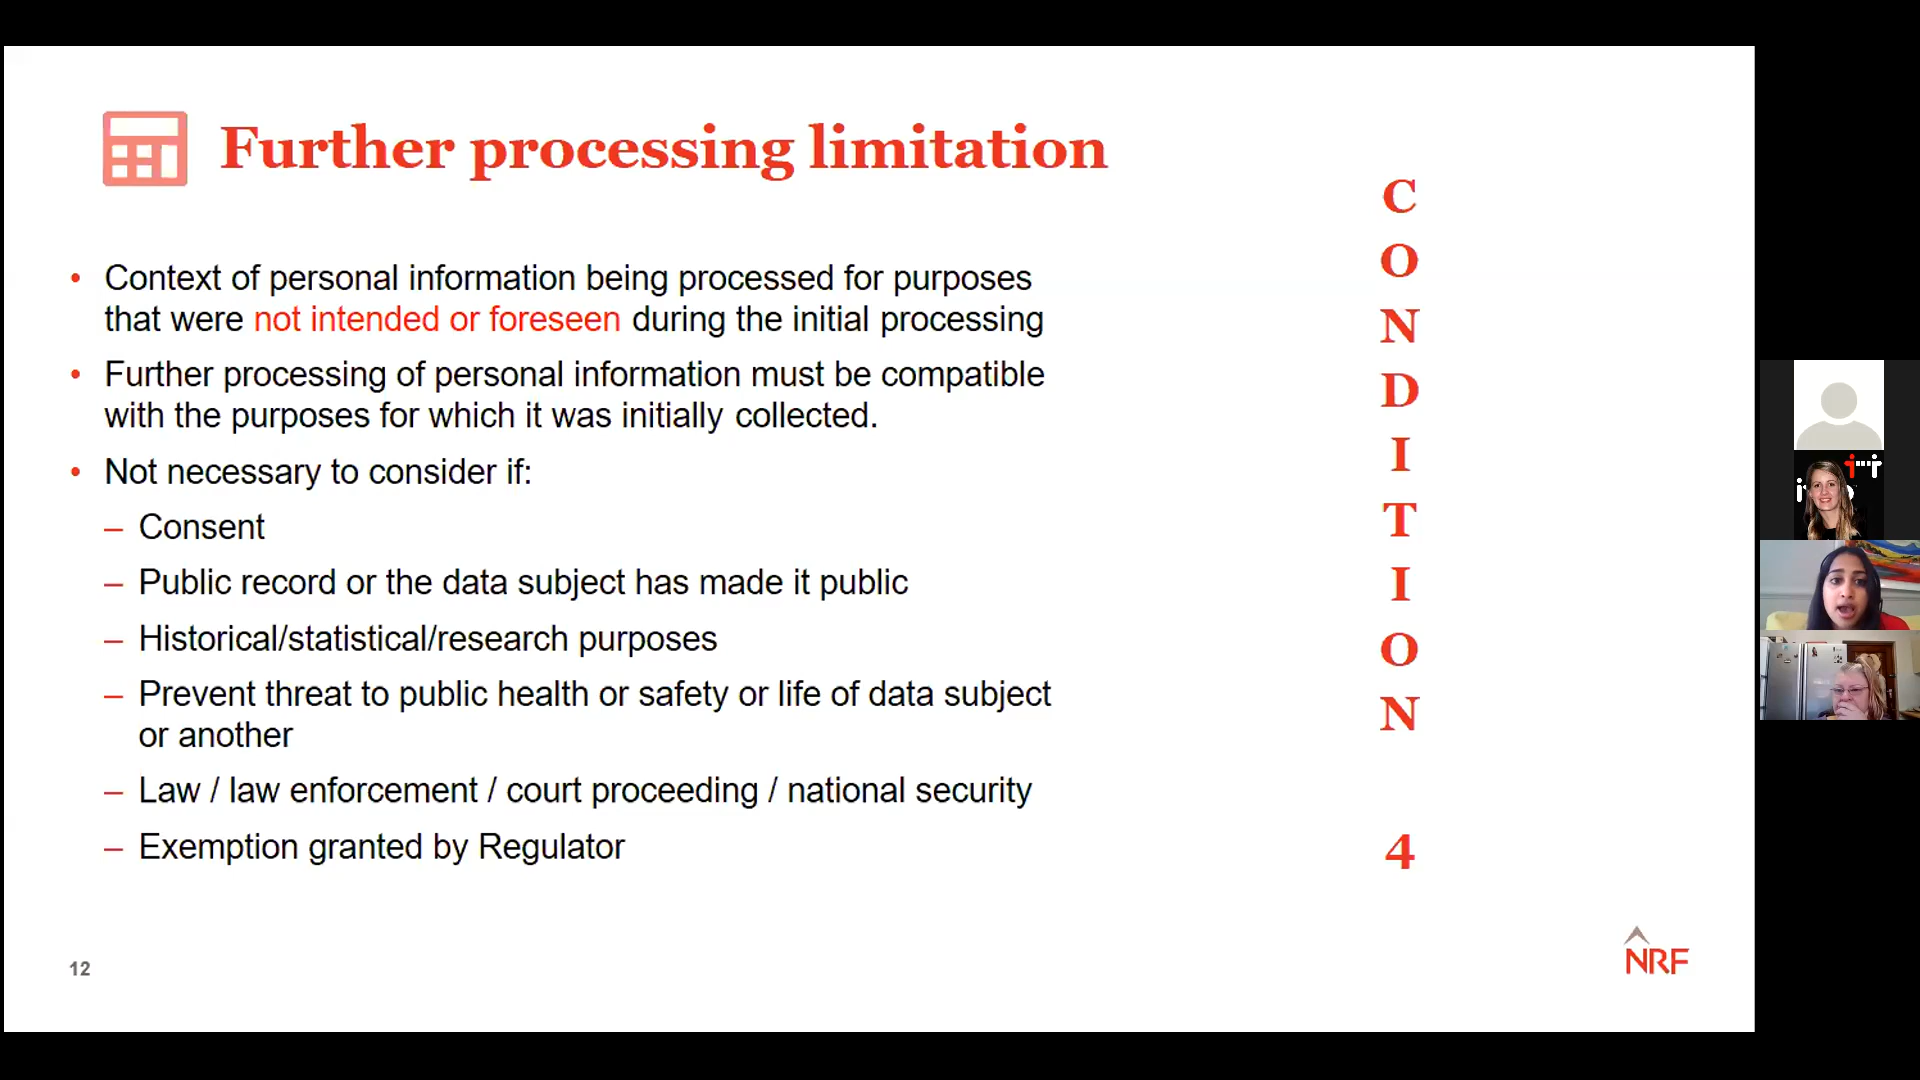 Further processing limitation
• Context of personal information being processed for purposes
that were not intended or foreseen during the initial processing
• Further processing of personal information must be compatible
with the purposes for which it was initially collected.
• Not necessary to consider if:
– Consent
– Public record or the data subject has made it public
– Historical/statistical/research purposes
– Prevent threat to public health or safety or life of data subject
or another
– Law / law enforcement / court proceeding / national security
– Exemption granted by Regulator
C
O
N
D
I
T
I
O
N
4
12
NRF